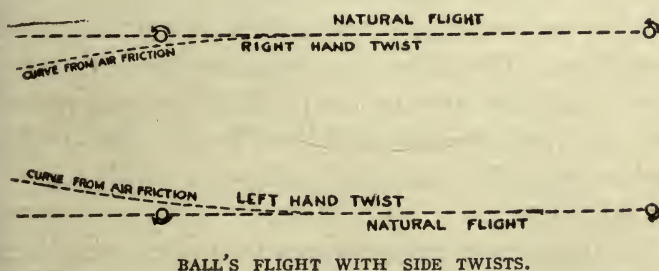 NATURAL FLIGHT
RIGHT HAND TWIST
CURVE FROM AIR FRICTION
CURVE FROM AIR FRICTION
LEFT HAND TWIST
NATURAL FLIGHT
BALL'S FLIGHT WITH SIDE TWISTS.